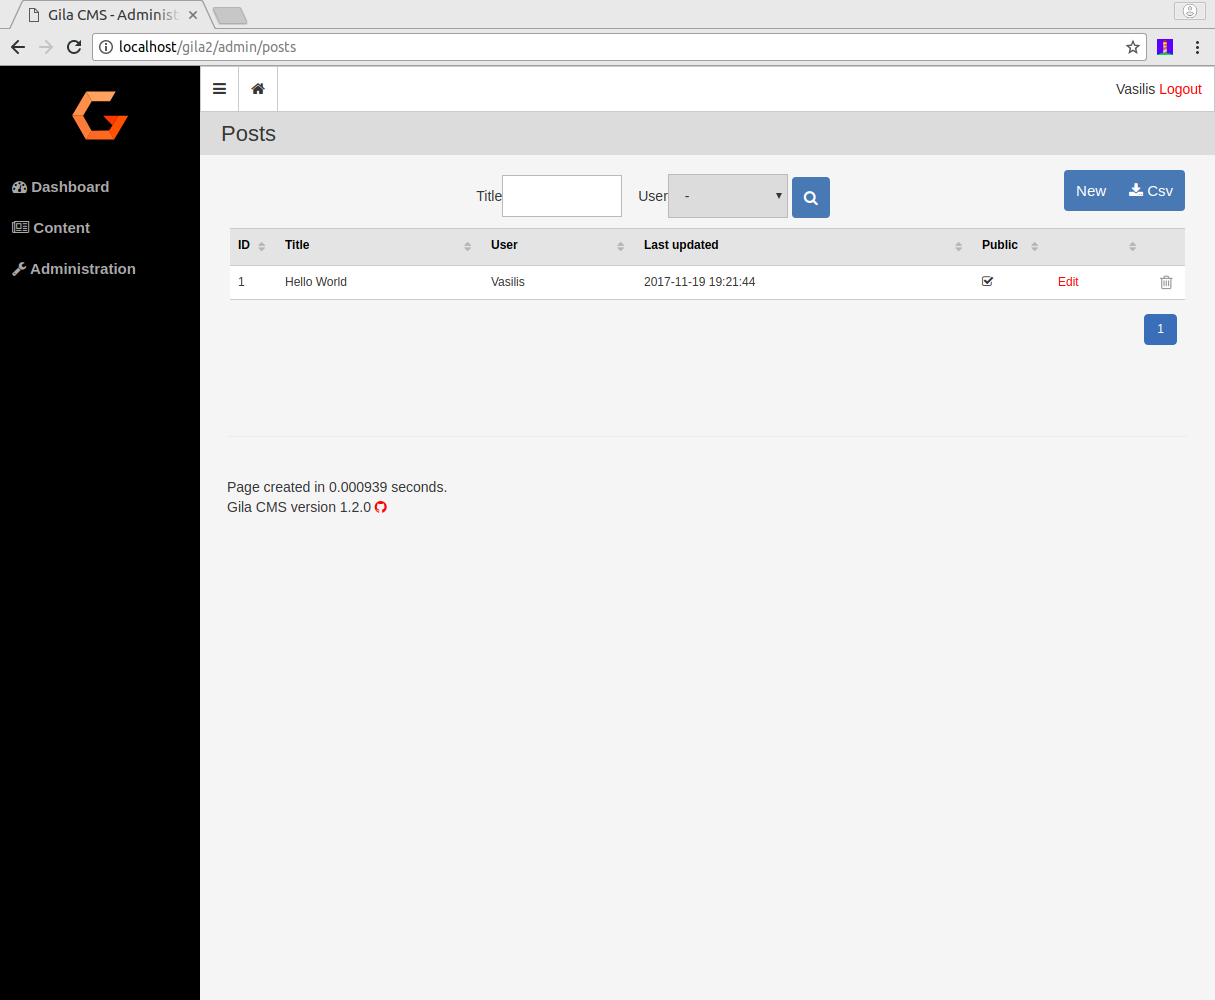 Gila CMS - Administ
localhost/gila2/admin/posts
Vasilis Logout
Posts
Dashboard
Content
Administration
Title User - New Csv
ID Title User Last updated Public
1 Hello World Vasilis 2017-11-19 19:21:44 Edit
1
Page created in 0.000939 seconds.
Gila CMS version 1.2.0